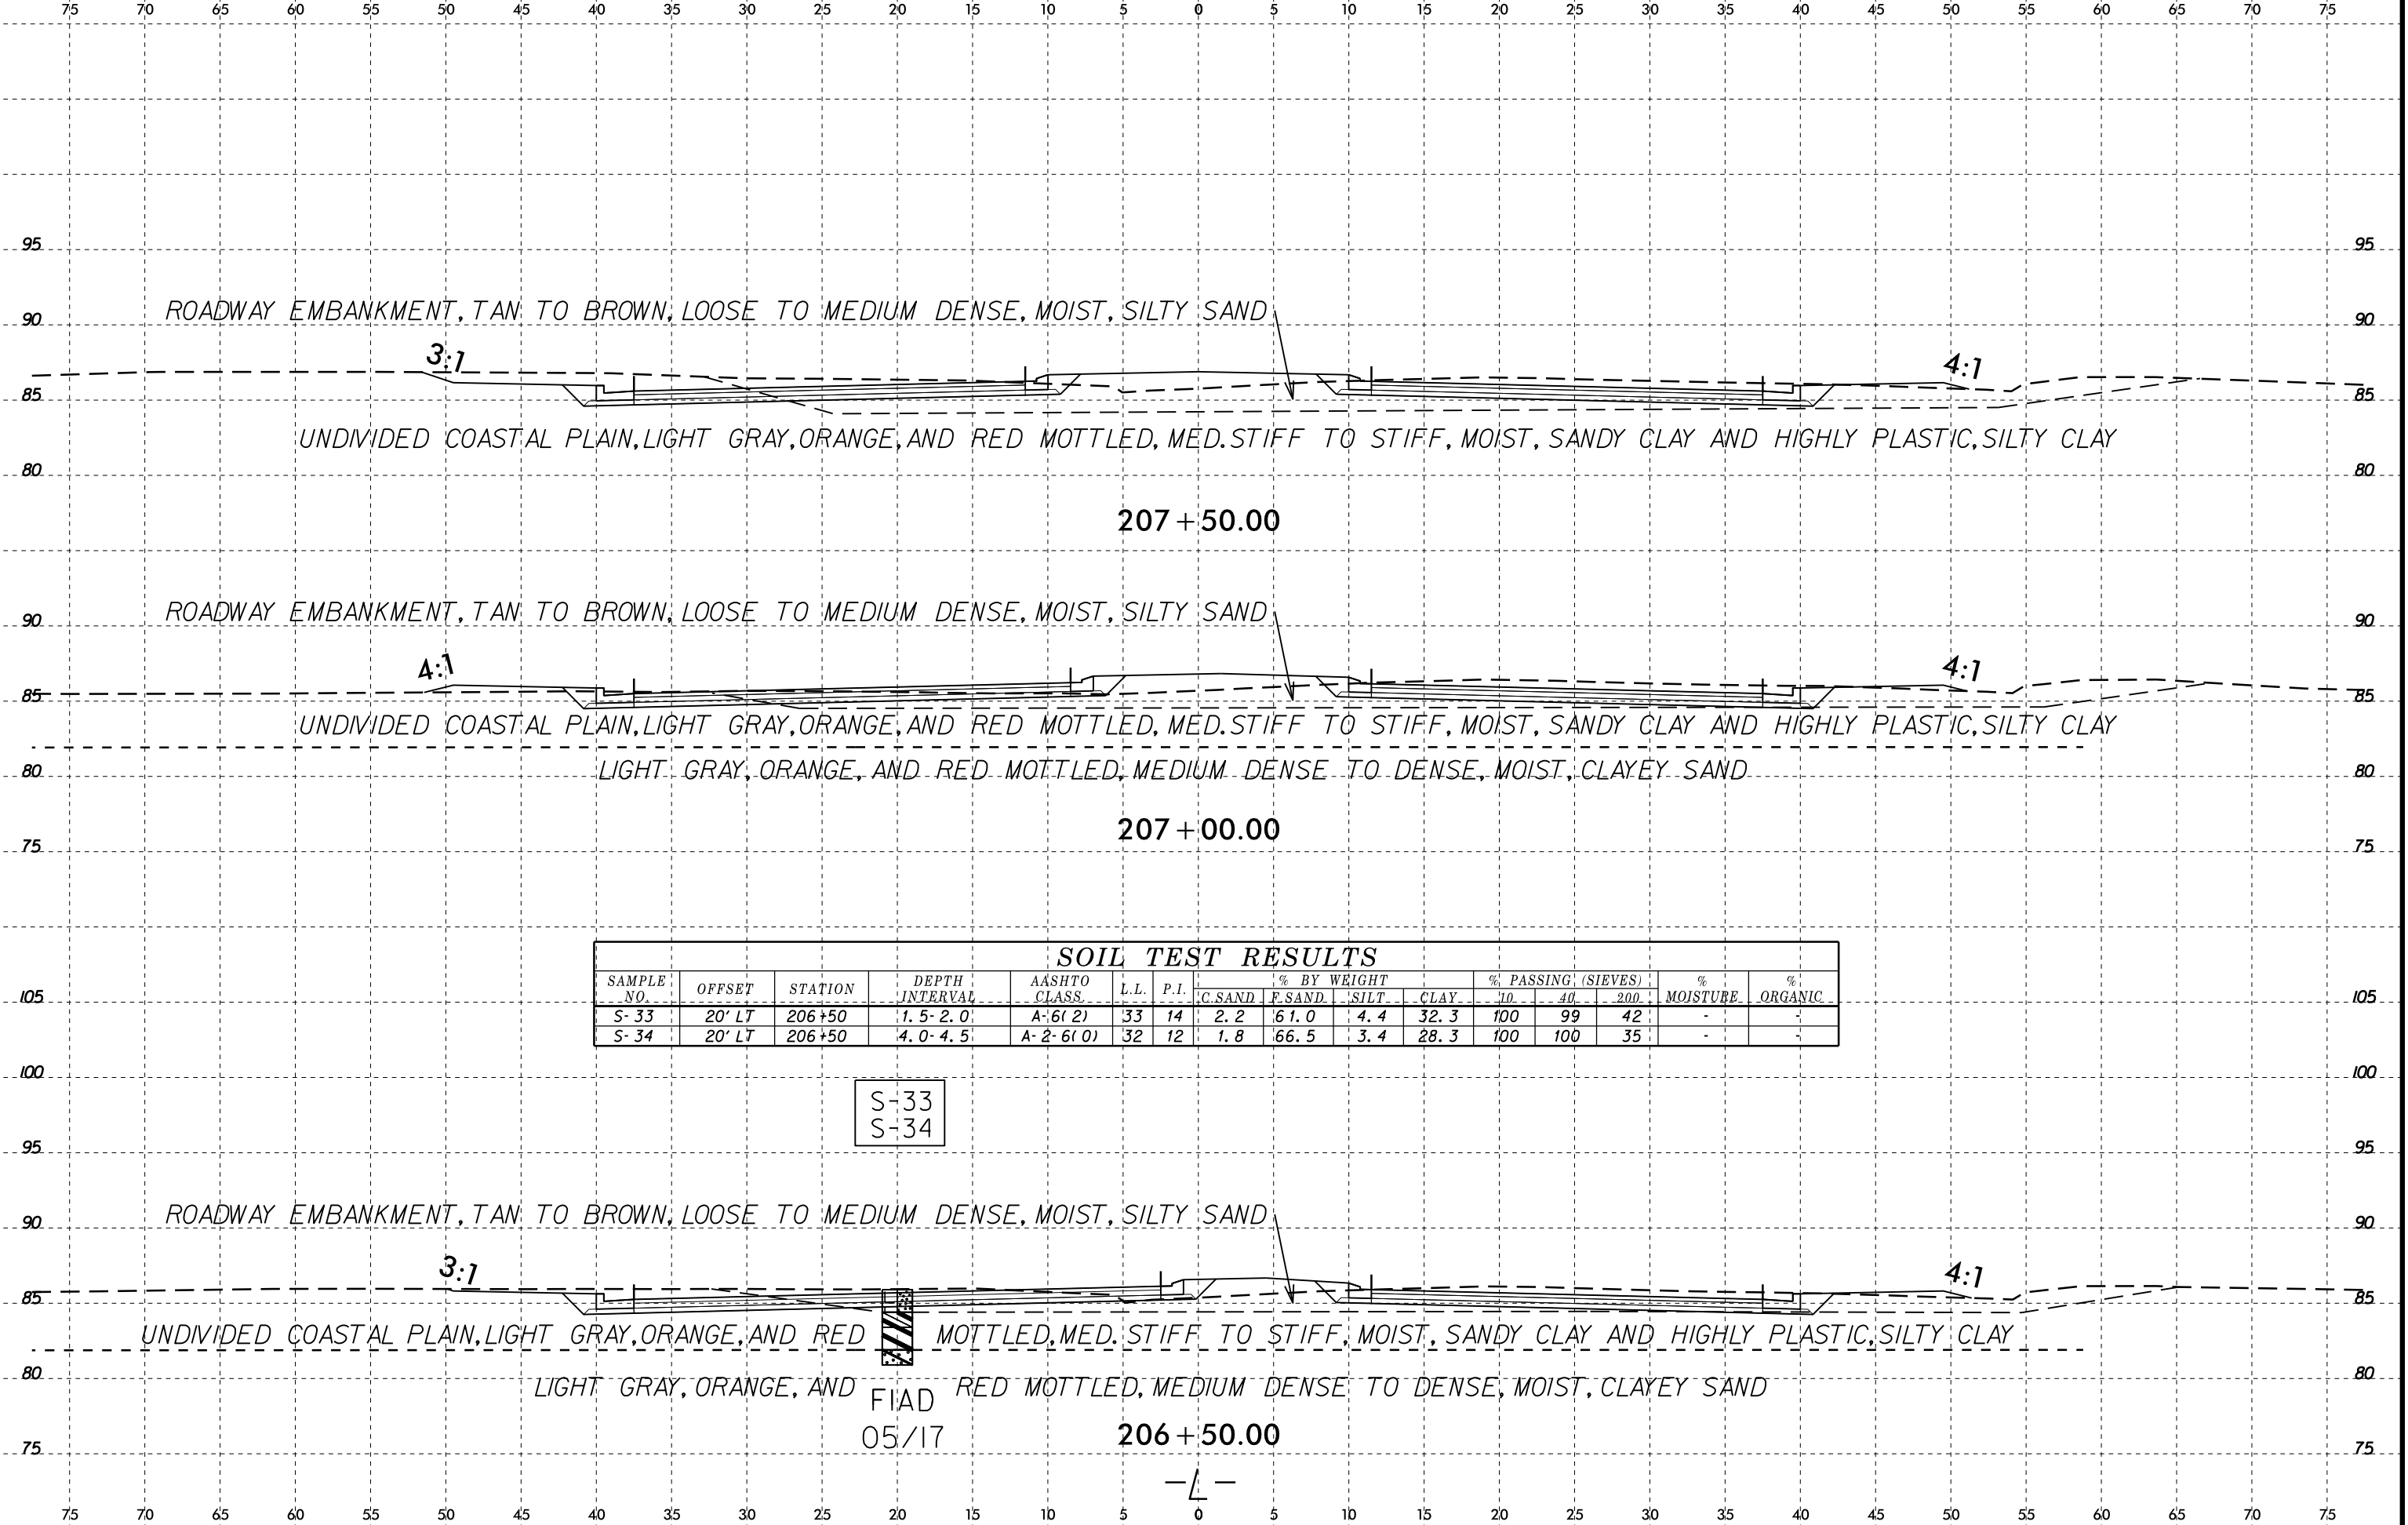 75 70 65 60 55 50 45 40 35 30 25 20 15 10 5 0 5 10 15 20 25 30 35 40 45 50 55 60 65 70 75
95 95
ROADWAY EMBANKMENT, TAN TO BROWN, LOOSE TO MEDIUM DENSE, MOIST, SILTY SAND
90 90
3:1 4:1
85 85
UNDIVIDED COASTAL PLAIN, LIGHT GRAY, ORANGE, AND RED MOTTLED, MED. STIFF TO STIFF, MOIST, SANDY CLAY AND HIGHLY PLASTIC, SILTY CLAY
80 80
207+50.00
ROADWAY EMBANKMENT, TAN TO BROWN, LOOSE TO MEDIUM DENSE, MOIST, SILTY SAND
90 90
4:1 4:1
85 85
UNDIVIDED COASTAL PLAIN, LIGHT GRAY, ORANGE, AND RED MOTTLED, MED. STIFF TO STIFF, MOIST, SANDY CLAY AND HIGHLY PLASTIC, SILTY CLAY
80 LIGHT GRAY, ORANGE, AND RED MOTTLED, MEDIUM DENSE TO DENSE, MOIST, CLAYEY SAND 80
207+00.00
75 75
SOIL TEST RESULTS
SAMPLE NO. OFFSET STATION DEPTH INTERVAL AASHTO CLASS. L.L. P.I. % BY WEIGHT C.SAND F.SAND SILT CLAY % PASSING (SIEVES) 10 40 200 % MOISTURE % ORGANIC
105 105
S-33 20' LT 206+50 1.5-2.0 A-6(2) 33 14 2.2 61.0 4.4 32.3 100 99 42 - -
S-34 20' LT 206+50 4.0-4.5 A-2-6(0) 32 12 1.8 66.5 3.4 28.3 100 100 35 - -
100 100
S-33
S-34
95 95
ROADWAY EMBANKMENT, TAN TO BROWN, LOOSE TO MEDIUM DENSE, MOIST, SILTY SAND
90 90
3:1 4:1
85 85
UNDIVIDED COASTAL PLAIN, LIGHT GRAY, ORANGE, AND RED MOTTLED, MED. STIFF TO STIFF, MOIST, SANDY CLAY AND HIGHLY PLASTIC, SILTY CLAY
80 80
LIGHT GRAY, ORANGE, AND RED MOTTLED, MEDIUM DENSE TO DENSE, MOIST, CLAYEY SAND
FIAD
05/17
206+50.00
75 75
-L-
75 70 65 60 55 50 45 40 35 30 25 20 15 10 5 0 5 10 15 20 25 30 35 40 45 50 55 60 65 70 75